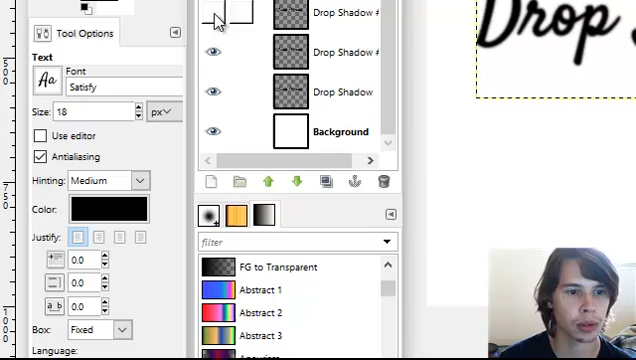 Drop Shadow #
Drop
Tool Options
Text
Font
Aa
Satisfy
Drop Shadow #
Size: 18
px
Drop Shadow
Use editor
Background
Antialiasing
Hinting: Medium
Color:
Justify:
filter
0.0
FG to Transparent
0.0
Abstract 1
0.0
Abstract 2
Box: Fixed
Abstract 3
Language: